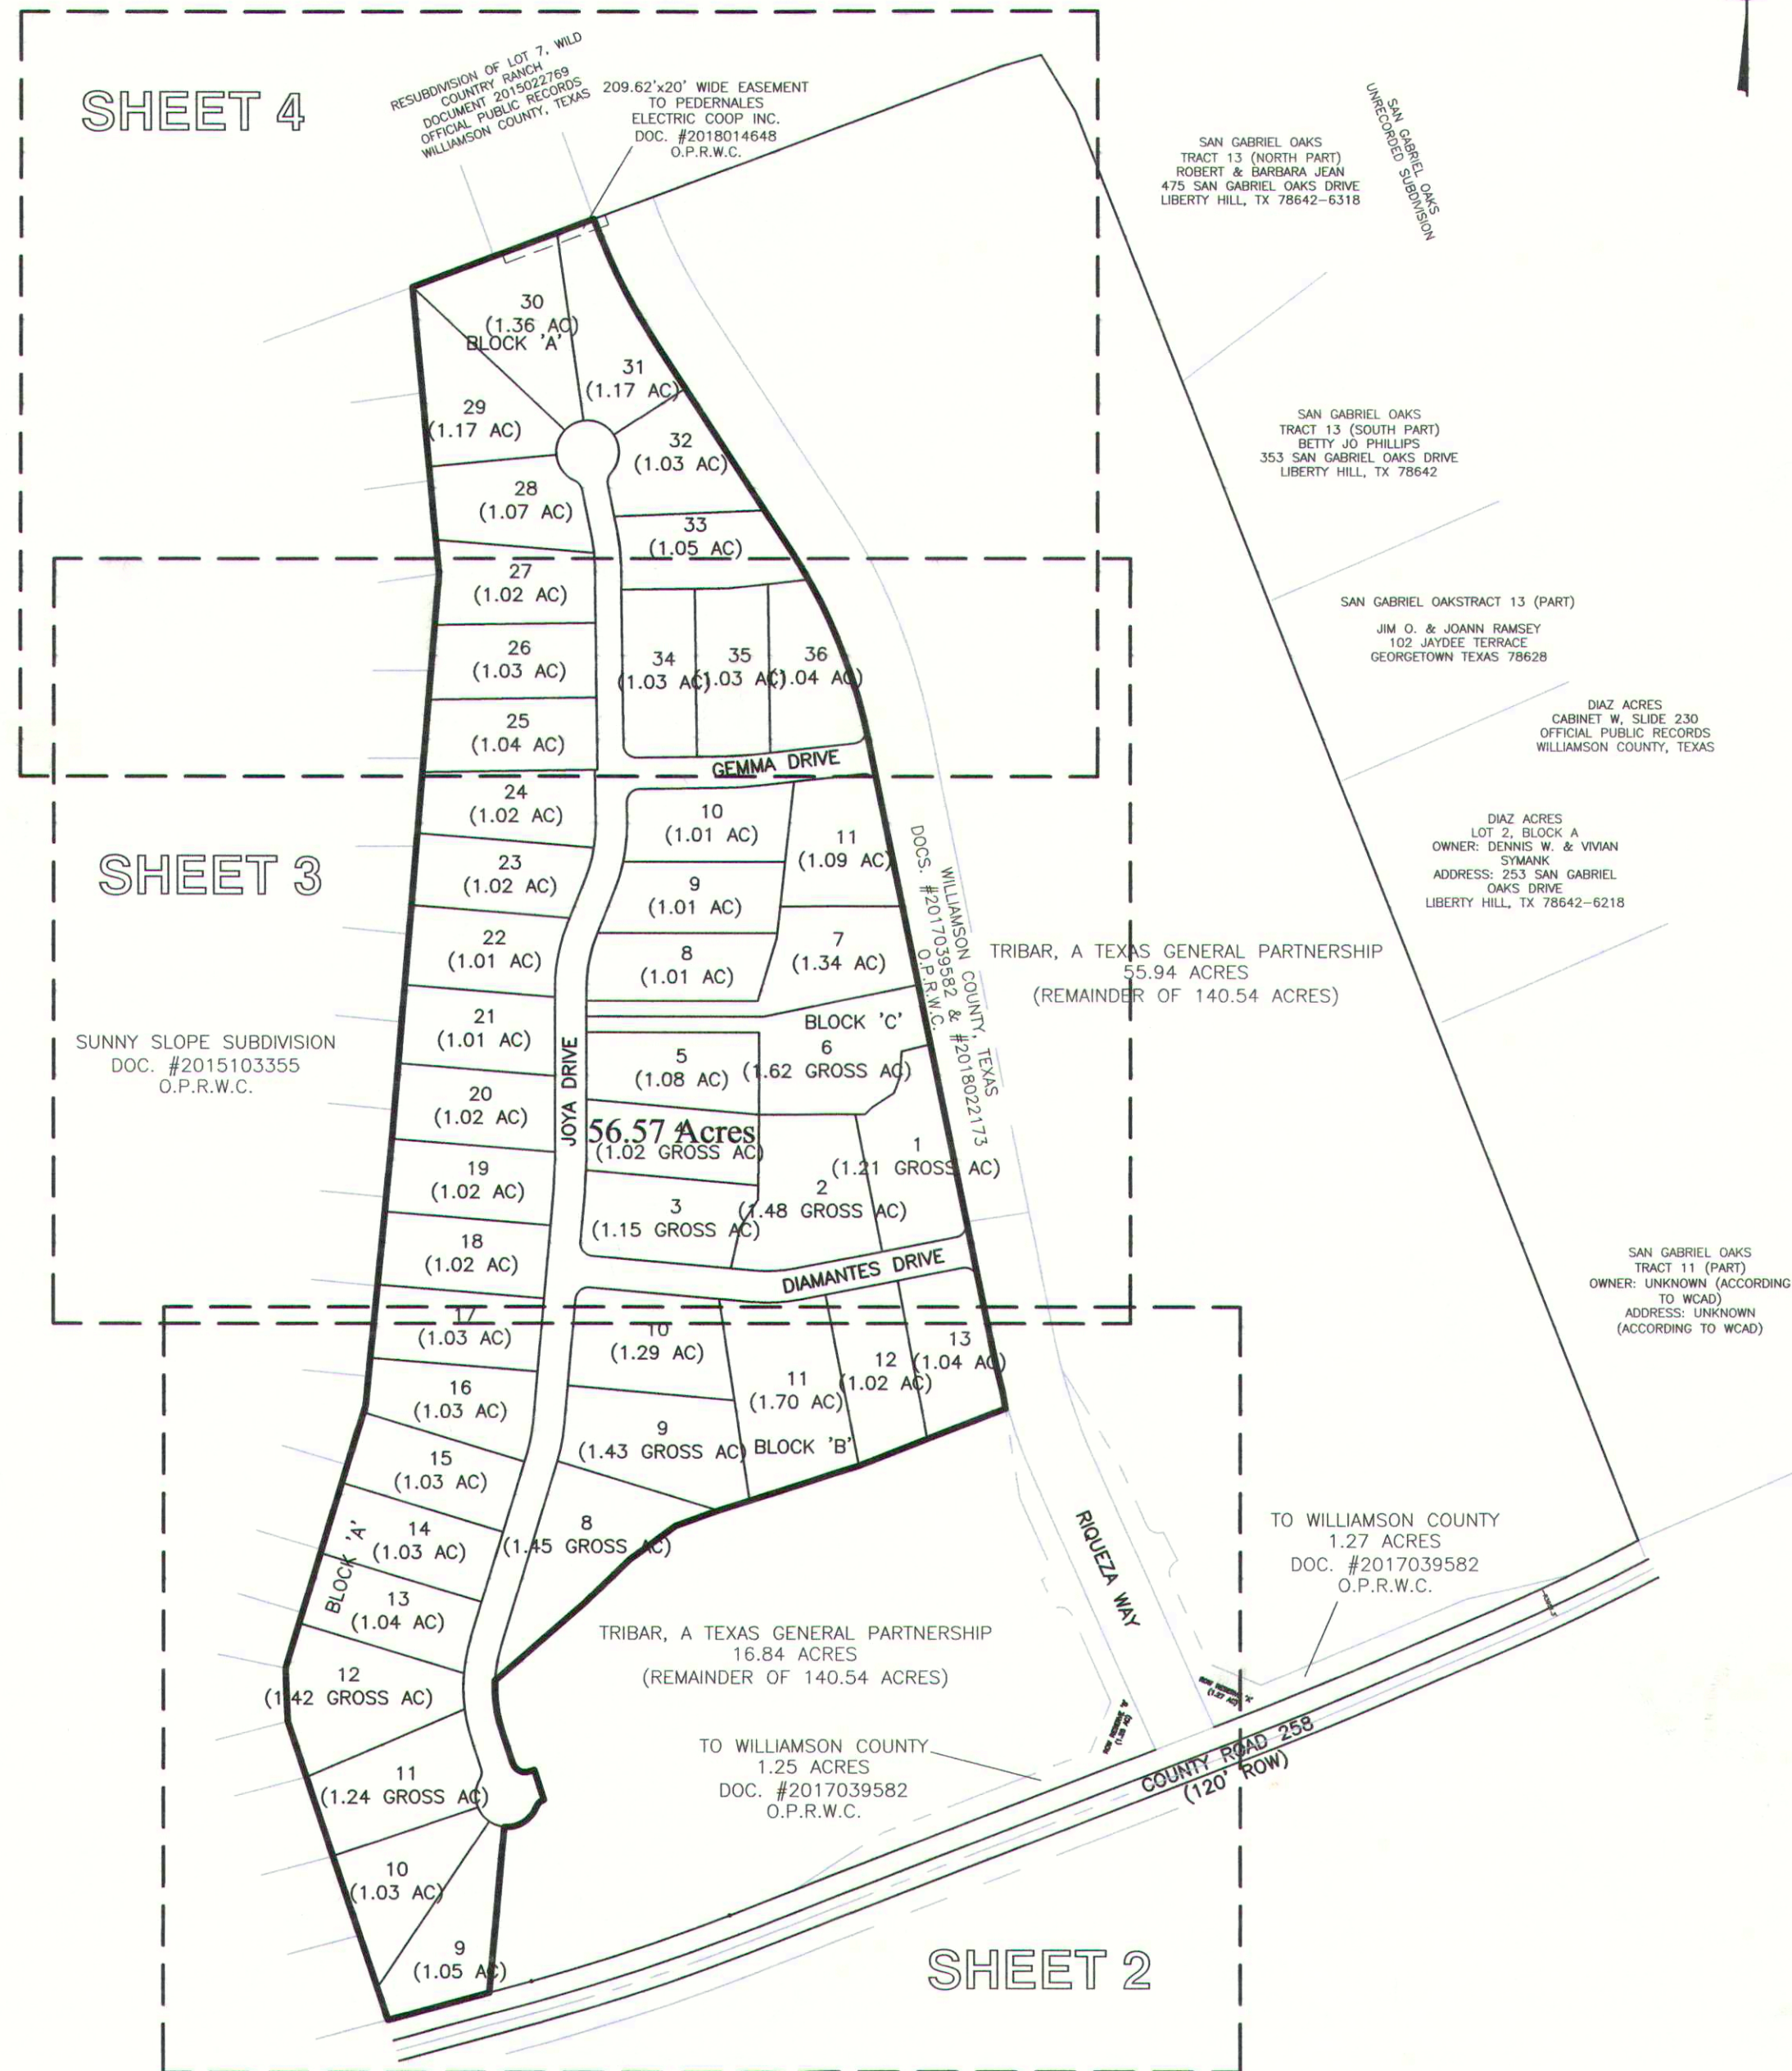 SHEET 4
RESUBDIVISION OF LOT 7, WILD
COUNTRY RANCH
DOCUMENT 2015022769
OFFICIAL PUBLIC RECORDS
WILLIAMSON COUNTY, TEXAS
209.62'x20' WIDE EASEMENT
TO PEDERNALES
ELECTRIC COOP INC.
DOC. #2018014648
O.P.R.W.C.
SAN GABRIEL OAKS
TRACT 13 (NORTH PART)
ROBERT & BARBARA JEAN
475 SAN GABRIEL OAKS DRIVE
LIBERTY HILL, TX 78642-6318
SAN GABRIEL OAKS
UNRECORDED SUBDIVISION
30
(1.36 AC)
BLOCK 'A'
31
(1.17 AC)
29
(1.17 AC)
32
(1.03 AC)
28
(1.07 AC)
33
(1.05 AC)
SAN GABRIEL OAKS
TRACT 13 (SOUTH PART)
BETTY JO PHILLIPS
353 SAN GABRIEL OAKS DRIVE
LIBERTY HILL, TX 78642
27
(1.02 AC)
26
(1.03 AC)
34
(1.03 AC)
35
(1.03 AC)
36
(1.04 AC)
25
(1.04 AC)
GEMMA DRIVE
SAN GABRIEL OAKSTRACT 13 (PART)
JIM O. & JOANN RAMSEY
102 JAYDEE TERRACE
GEORGETOWN TEXAS 78628
DIAZ ACRES
CABINET W, SLIDE 230
OFFICIAL PUBLIC RECORDS
WILLIAMSON COUNTY, TEXAS
24
(1.02 AC)
10
(1.01 AC)
11
(1.09 AC)
SHEET 3
23
(1.02 AC)
9
(1.01 AC)
DIAZ ACRES
LOT 2, BLOCK A
OWNER: DENNIS W. & VIVIAN
SYMANK
ADDRESS: 253 SAN GABRIEL
OAKS DRIVE
LIBERTY HILL, TX 78642-6218
22
(1.01 AC)
8
(1.01 AC)
7
(1.34 AC)
WILLIAMSON COUNTY, TEXAS
DOCS. #2017039582 & #2018022173
O.P.R.W.C.
TRIBAR, A TEXAS GENERAL PARTNERSHIP
55.94 ACRES
(REMAINDER OF 140.54 ACRES)
SUNNY SLOPE SUBDIVISION
DOC. #2015103355
O.P.R.W.C.
21
(1.01 AC)
JOYA DRIVE
BLOCK 'C'
5
(1.08 AC)
6
(1.62 GROSS AC)
20
(1.02 AC)
56.57 Acres
4
(1.02 GROSS AC)
1
(1.21 GROSS AC)
19
(1.02 AC)
3
(1.15 GROSS AC)
2
(1.48 GROSS AC)
18
(1.02 AC)
DIAMANTES DRIVE
SAN GABRIEL OAKS
TRACT 11 (PART)
OWNER: UNKNOWN (ACCORDING
TO WCAD)
ADDRESS: UNKNOWN
(ACCORDING TO WCAD)
17
(1.03 AC)
10
(1.29 AC)
11
(1.70 AC)
12
(1.02 AC)
13
(1.04 AC)
16
(1.03 AC)
9
(1.43 GROSS AC)
BLOCK 'B'
15
(1.03 AC)
14
(1.03 AC)
8
(1.45 GROSS AC)
BLOCK 'A'
13
(1.04 AC)
RIQUEZA WAY
TO WILLIAMSON COUNTY
1.27 ACRES
DOC. #2017039582
O.P.R.W.C.
TRIBAR, A TEXAS GENERAL PARTNERSHIP
16.84 ACRES
(REMAINDER OF 140.54 ACRES)
12
(1.42 GROSS AC)
TO WILLIAMSON COUNTY
1.25 ACRES
DOC. #2017039582
O.P.R.W.C.
COUNTY ROAD 258
(120' ROW)
11
(1.24 GROSS AC)
10
(1.03 AC)
9
(1.05 AC)
SHEET 2